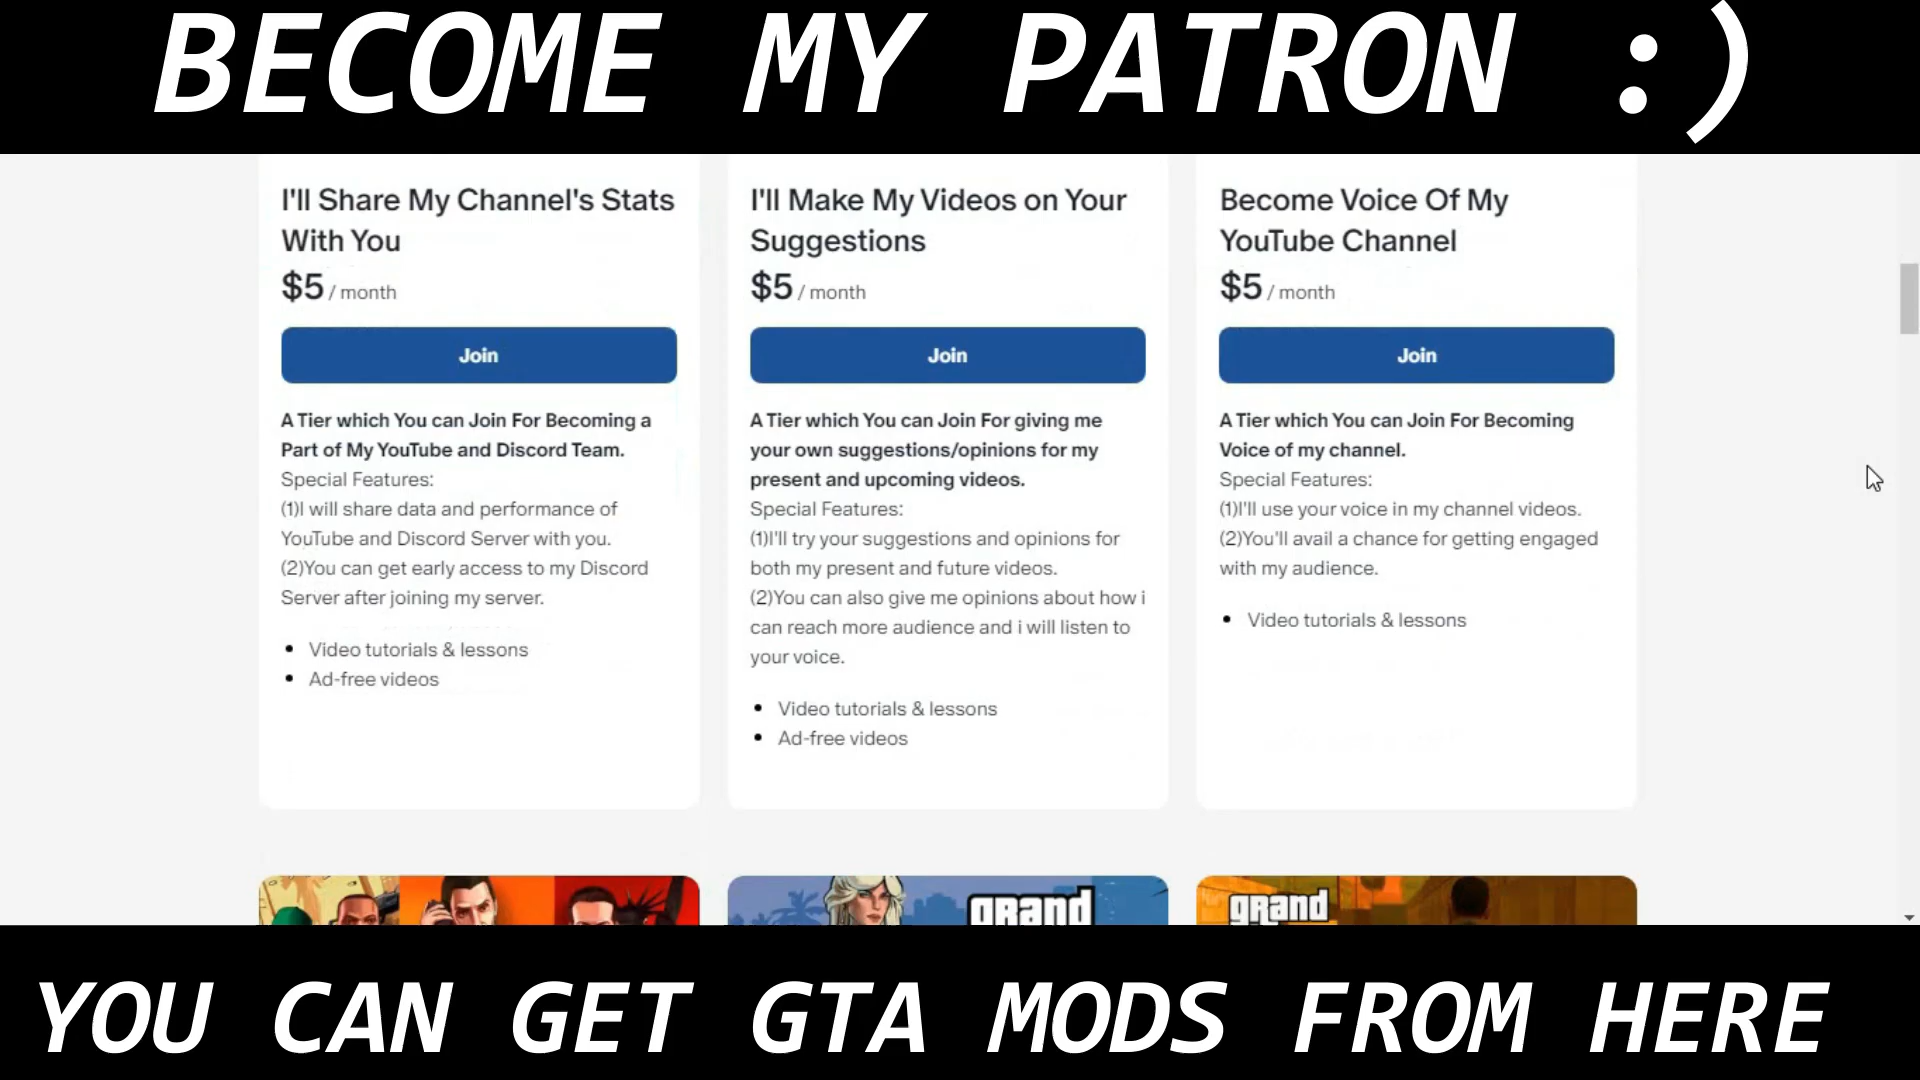 BECOME MY PATRON :)
I'll Share My Channel's Stats
With You
$5 / month
Join
A Tier which You can Join For Becoming a
Part of My YouTube and Discord Team.
Special Features:
(1)I will share data and performance of
YouTube and Discord Server with you.
(2)You can get early access to my Discord
Server after joining my server.
• Video tutorials & lessons
• Ad-free videos
I'll Make My Videos on Your
Suggestions
$5 / month
Join
A Tier which You can Join For giving me
your own suggestions/opinions for my
present and upcoming videos.
Special Features:
(1)I'll try your suggestions and opinions for
both my present and future videos.
(2)You can also give me opinions about how i
can reach more audience and i will listen to
your voice.
• Video tutorials & lessons
• Ad-free videos
Become Voice Of My
YouTube Channel
$5 / month
Join
A Tier which You can Join For Becoming
Voice of my channel.
Special Features:
(1)I'll use your voice in my channel videos.
(2)You'll avail a chance for getting engaged
with my audience.
• Video tutorials & lessons
grand
grand
YOU CAN GET GTA MODS FROM HERE